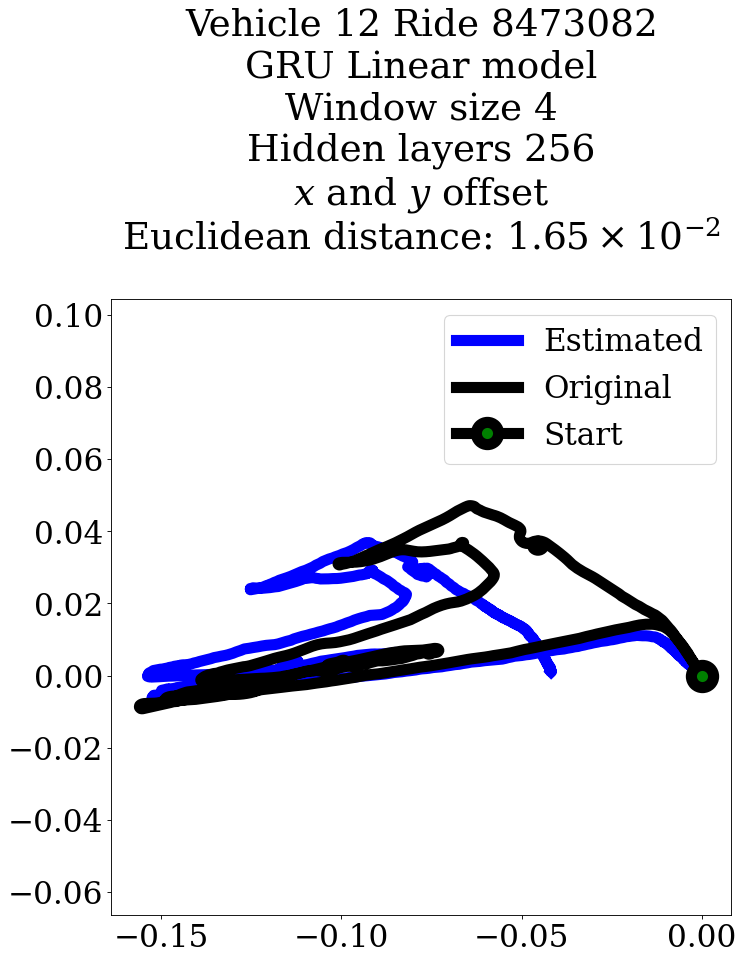 Vehicle 12 Ride 8473082
GRU Linear model
Window size 4
Hidden layers 256
x and y offset
Euclidean distance: 1.65 × 10⁻²
Estimated
Original
Start
0.10
0.08
0.06
0.04
0.02
0.00
−0.02
−0.04
−0.06
−0.15 −0.10 −0.05 0.00